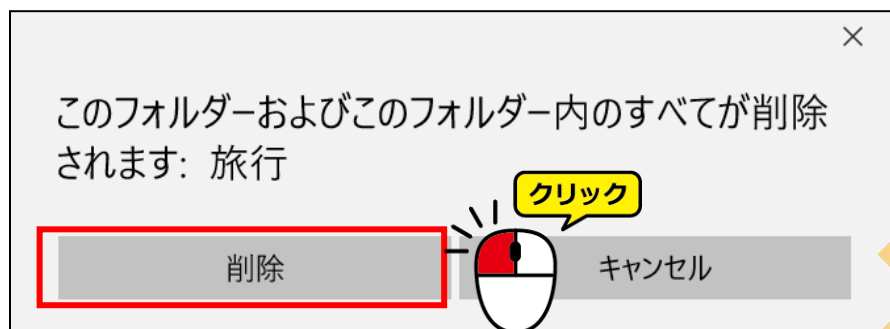 このフォルダーおよびこのフォルダー内のすべてが削除
されます: 旅行
クリック
削除
キャンセル